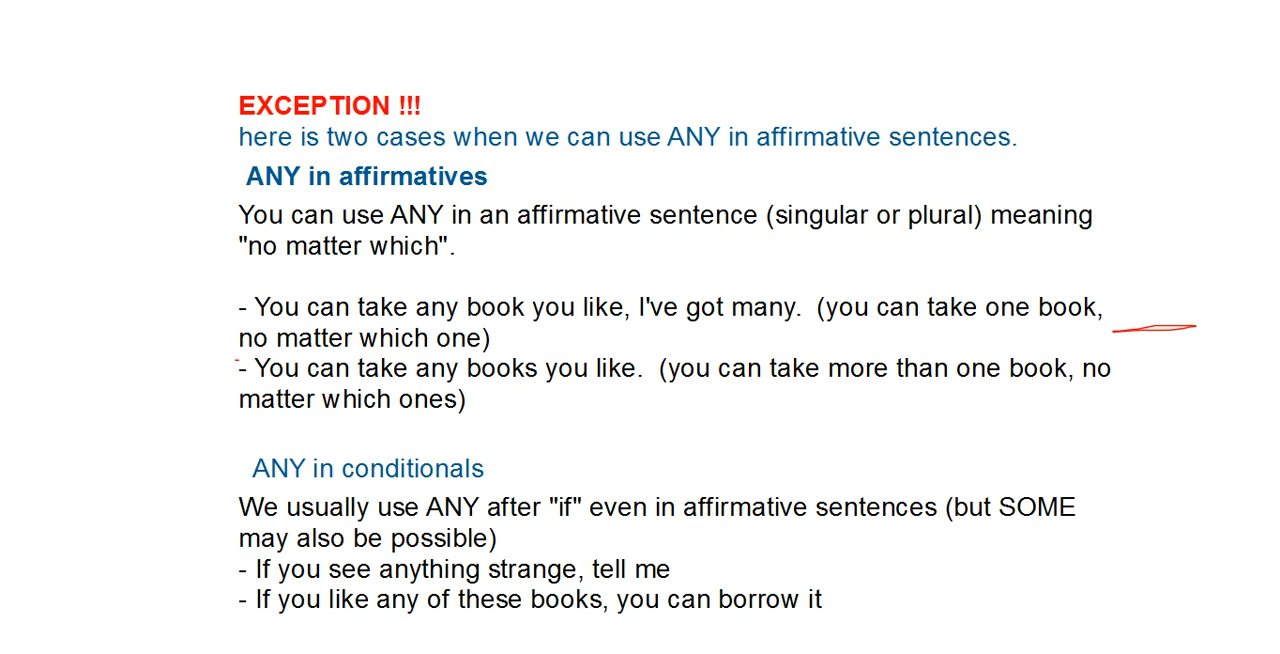 EXCEPTION !!!
here is two cases when we can use ANY in affirmative sentences.
ANY in affirmatives
You can use ANY in an affirmative sentence (singular or plural) meaning
"no matter which".
- You can take any book you like, I've got many.  (you can take one book,
no matter which one)
- You can take any books you like.  (you can take more than one book, no
matter which ones)
ANY in conditionals
We usually use ANY after "if" even in affirmative sentences (but SOME
may also be possible)
- If you see anything strange, tell me
- If you like any of these books, you can borrow it